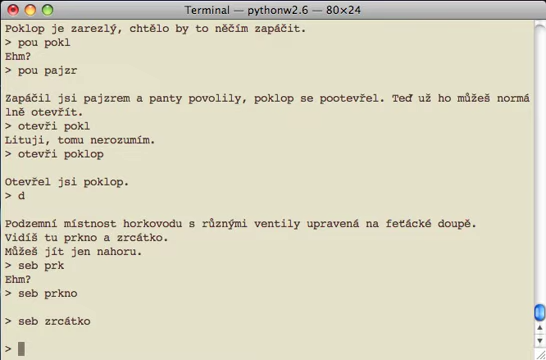 Terminal — pythonw2.6 — 80×24
Poklop je zarezlý, chtělo by to něčím zapáčit.
> pou pokl
Ehm?
> pou pajzr
Zapáčil jsi pajzrem a panty povolily, poklop se pootevřel. Teď už ho můžeš normá
lně otevřít.
> otevři pokl
Lituji, tomu nerozumím.
> otevři poklop
Otevřel jsi poklop.
> d
Podzemní místnost horkovodu s různými ventily upravená na feťácké doupě.
Vidíš tu prkno a zrcátko.
Můžeš jít jen nahoru.
> seb prk
Ehm?
> seb prkno
> seb zrcátko
>